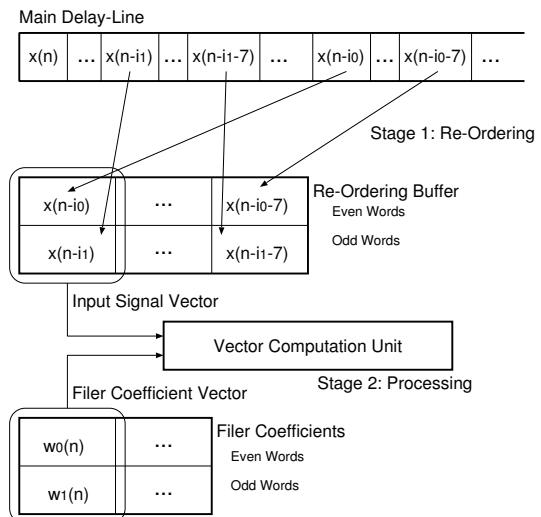 Main Delay-Line
x(n) ... x(n-i1) ... x(n-i1-7) ... x(n-i0) ... x(n-i0-7) ...
Stage 1: Re-Ordering
Re-Ordering Buffer
x(n-i0) ... x(n-i0-7)
Even Words
x(n-i1) ... x(n-i1-7)
Odd Words
Input Signal Vector
Vector Computation Unit
Stage 2: Processing
Filer Coefficient Vector
Filer Coefficients
w0(n) ...
Even Words
w1(n) ...
Odd Words